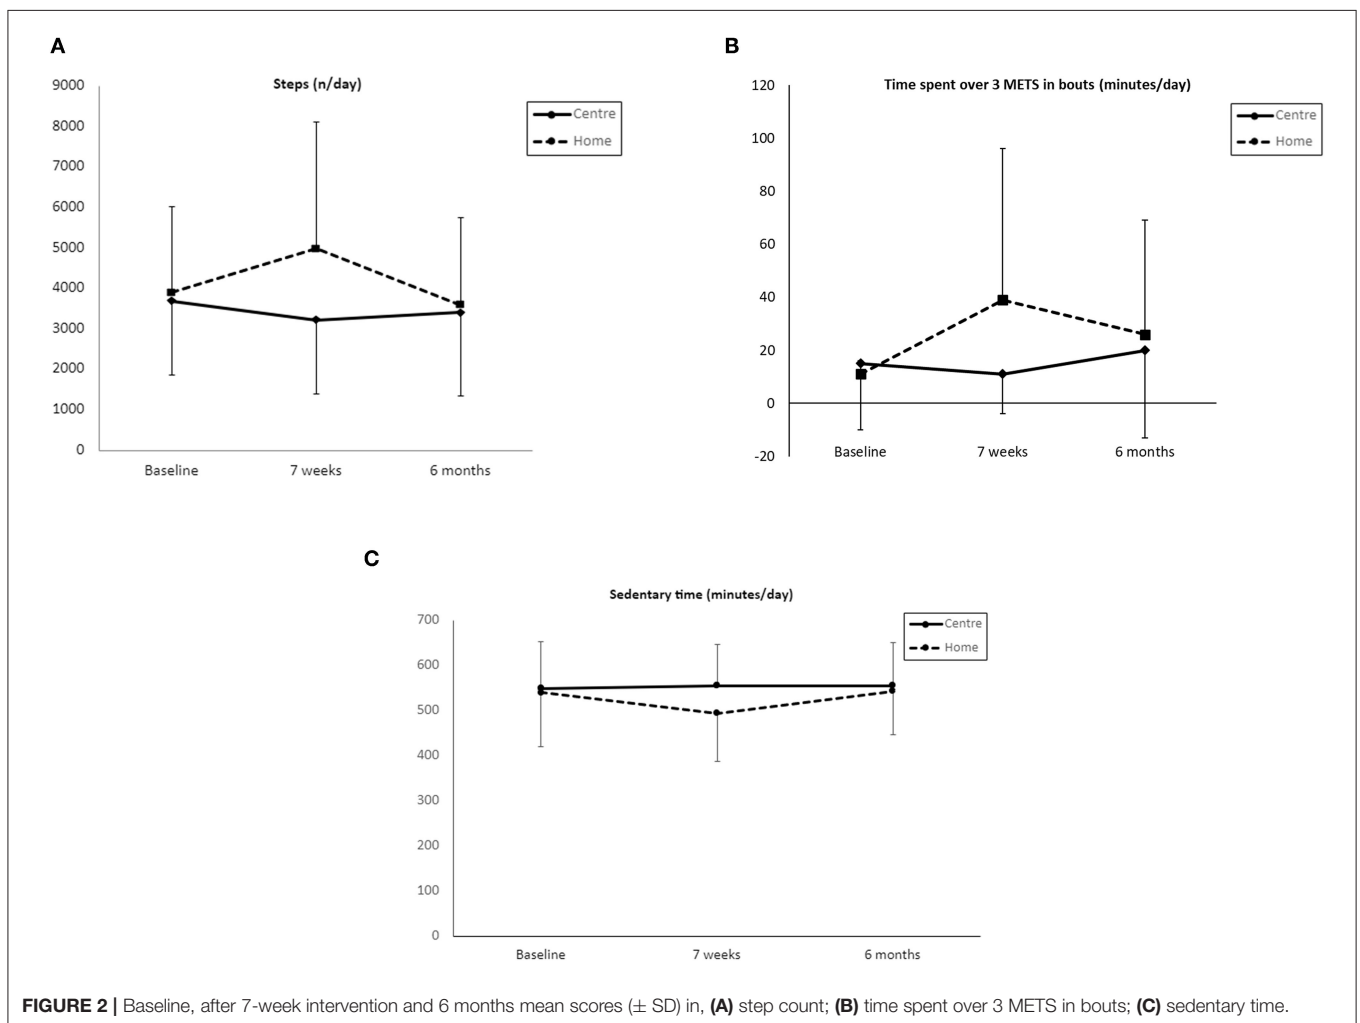 A
Steps (n/day)
9000
8000
7000
6000
5000
4000
3000
2000
1000
0
Baseline 7 weeks 6 months
Centre
Home
B
Time spent over 3 METS in bouts (minutes/day)
120
100
80
60
40
20
0
-20
Baseline 7 weeks 6 months
Centre
Home
C
Sedentary time (minutes/day)
700
600
500
400
300
200
100
0
Baseline 7 weeks 6 months
Centre
Home
FIGURE 2 | Baseline, after 7-week intervention and 6 months mean scores (± SD) in, (A) step count; (B) time spent over 3 METS in bouts; (C) sedentary time.